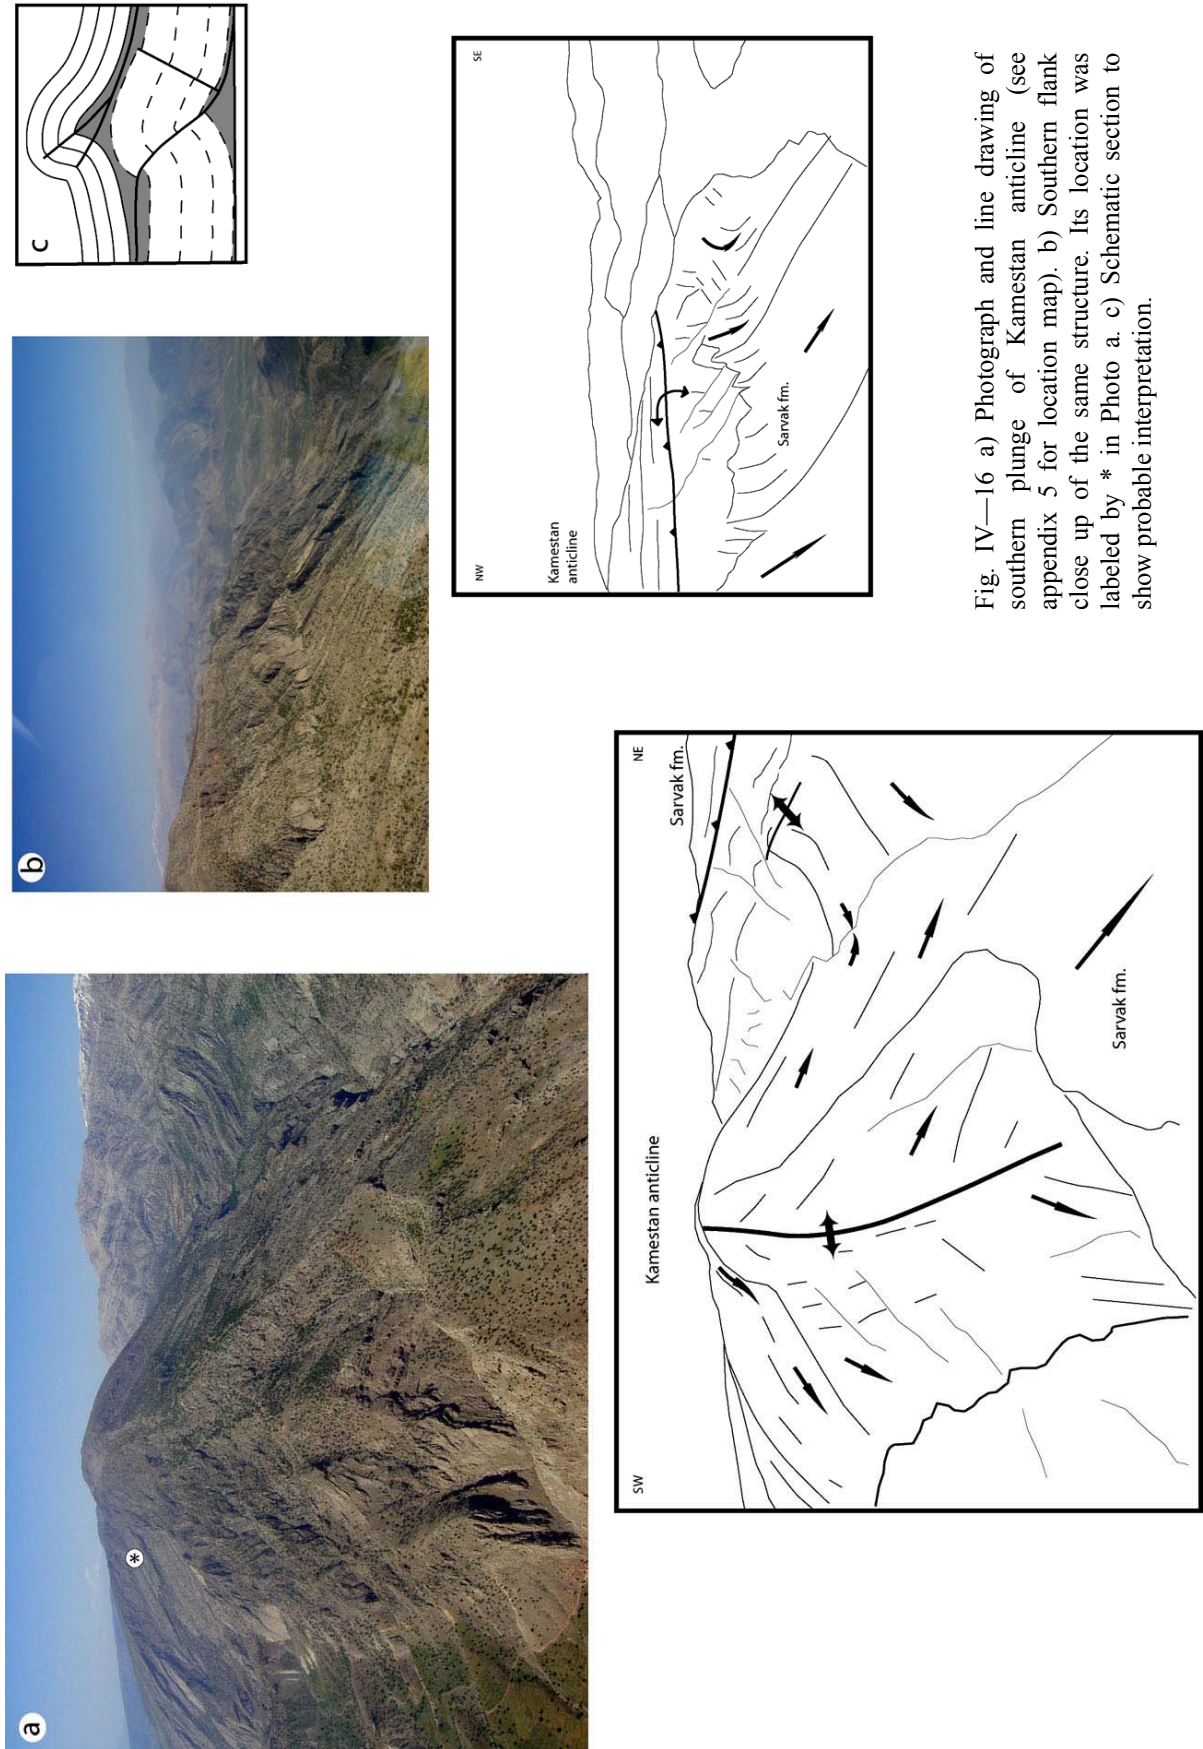 a
*
b
c
SW
Kamestan anticline
NE
Sarvak fm.
Sarvak fm.
NW
SE
Kamestan
anticline
Sarvak fm.
Fig. IV—16 a) Photograph and line drawing of
southern plunge of Kamestan anticline (see
appendix 5 for location map). b) Southern flank
close up of the same structure. Its location was
labeled by * in Photo a. c) Schematic section to
show probable interpretation.